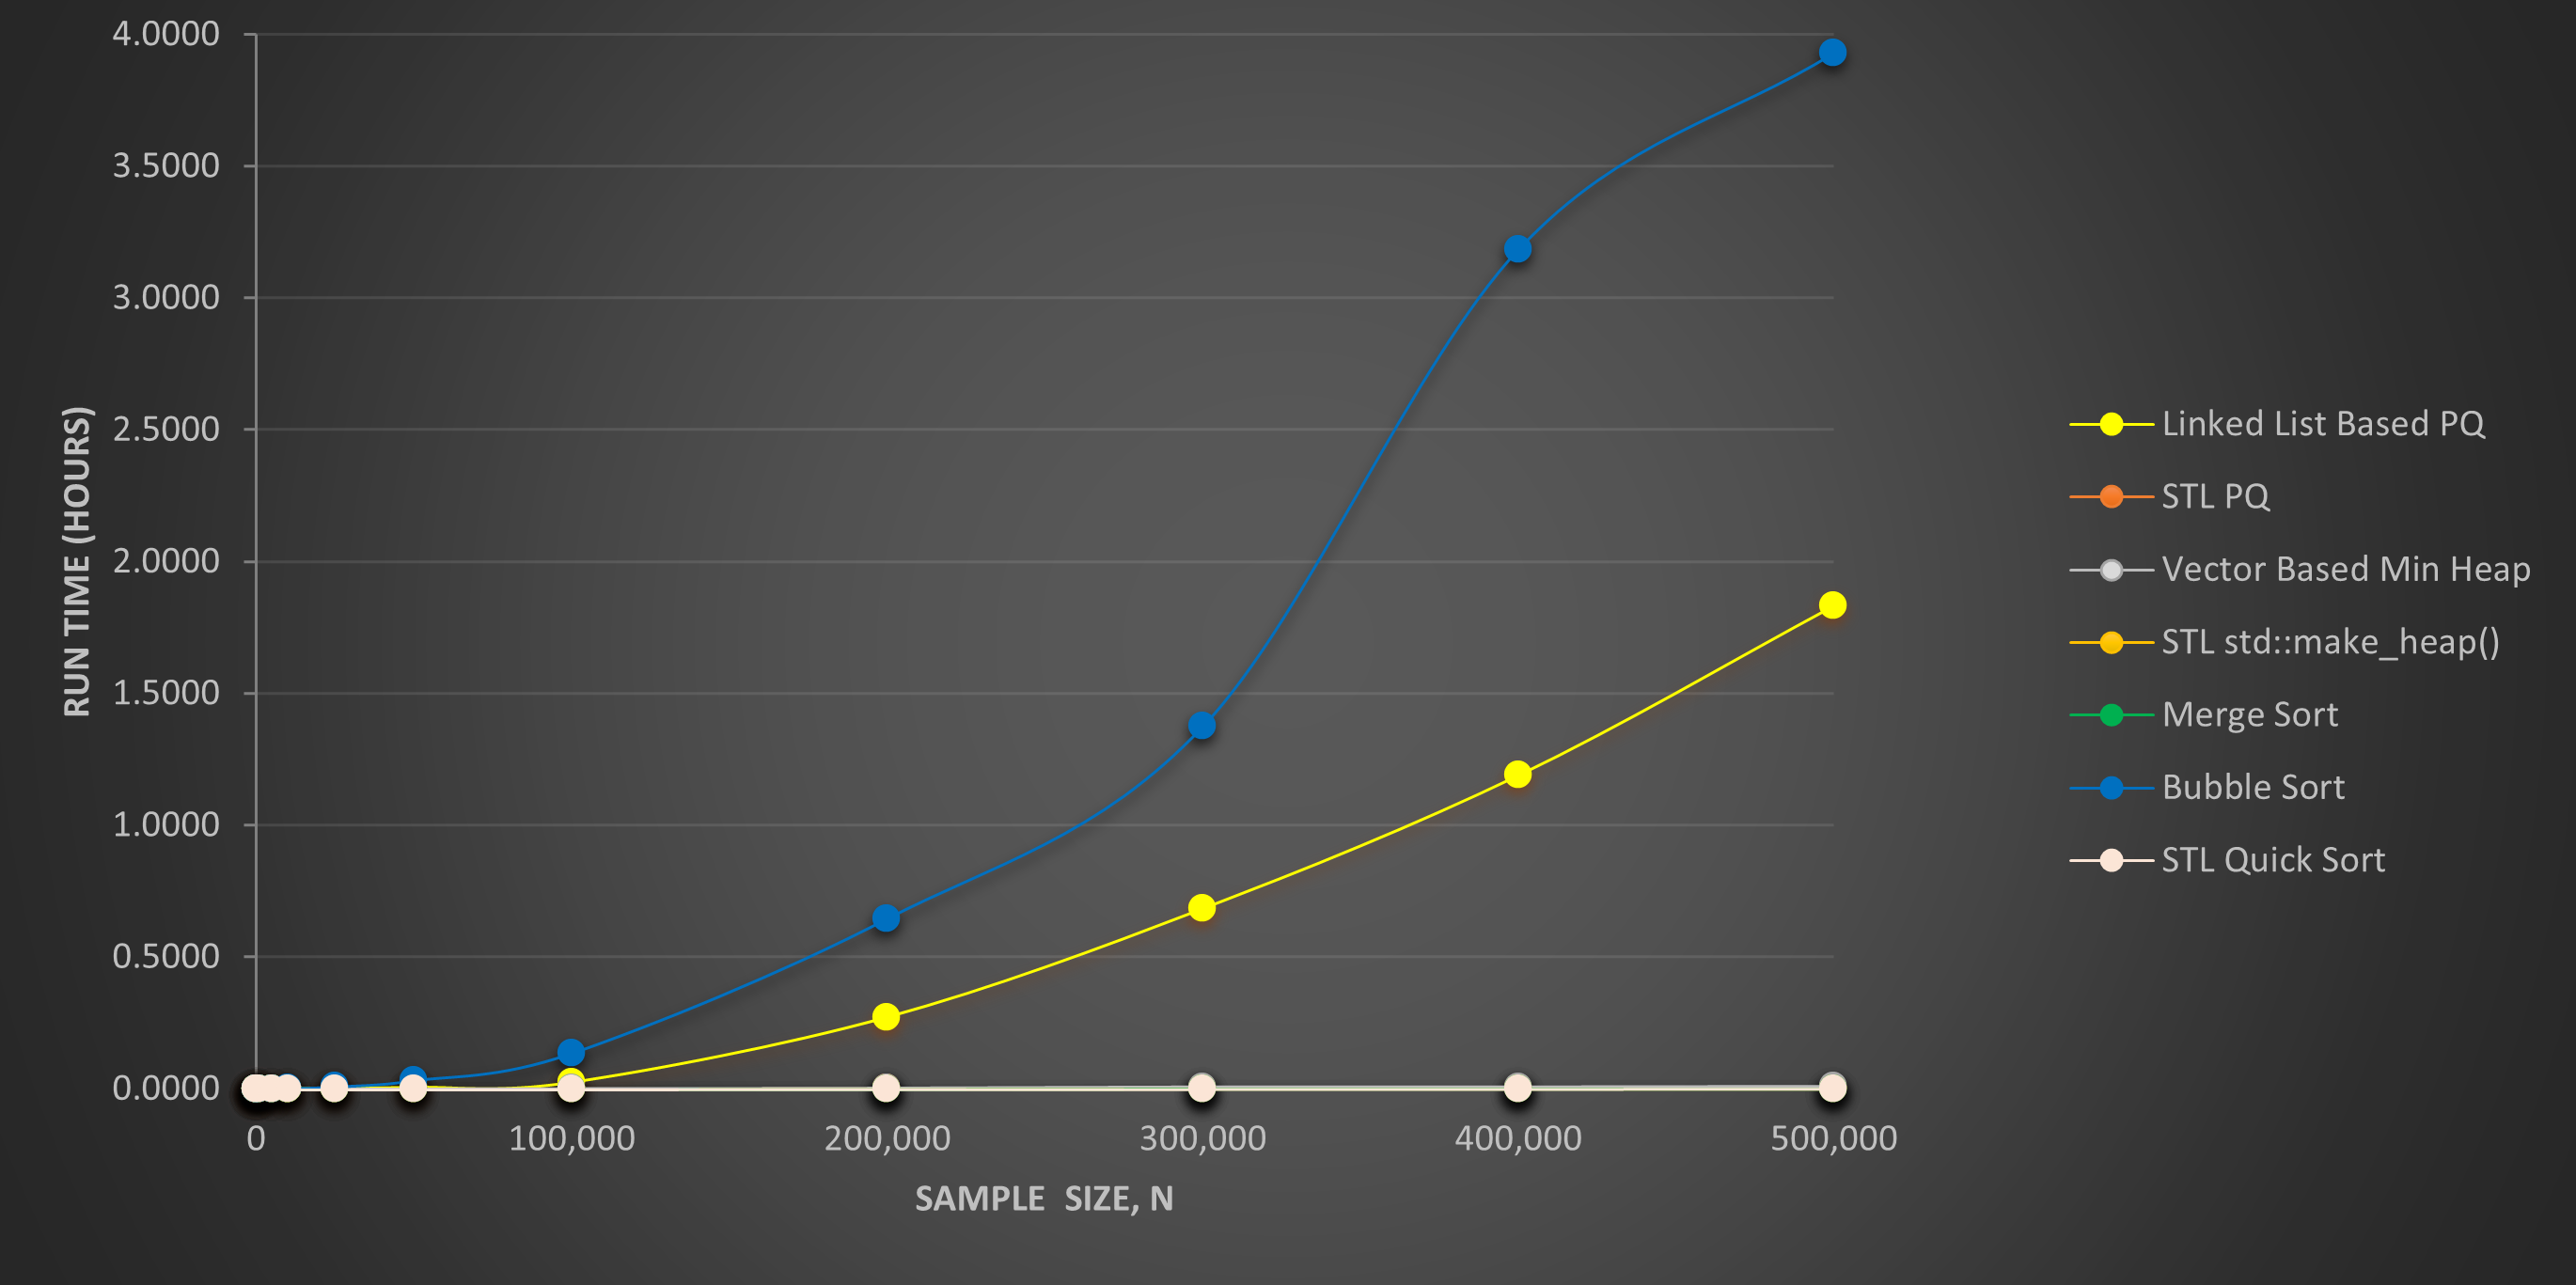 4.0000
3.5000
3.0000
2.5000
2.0000
1.5000
1.0000
0.5000
0.0000
RUN TIME (HOURS)
0 100,000 200,000 300,000 400,000 500,000
SAMPLE SIZE, N
Linked List Based PQ
STL PQ
Vector Based Min Heap
STL std::make_heap()
Merge Sort
Bubble Sort
STL Quick Sort